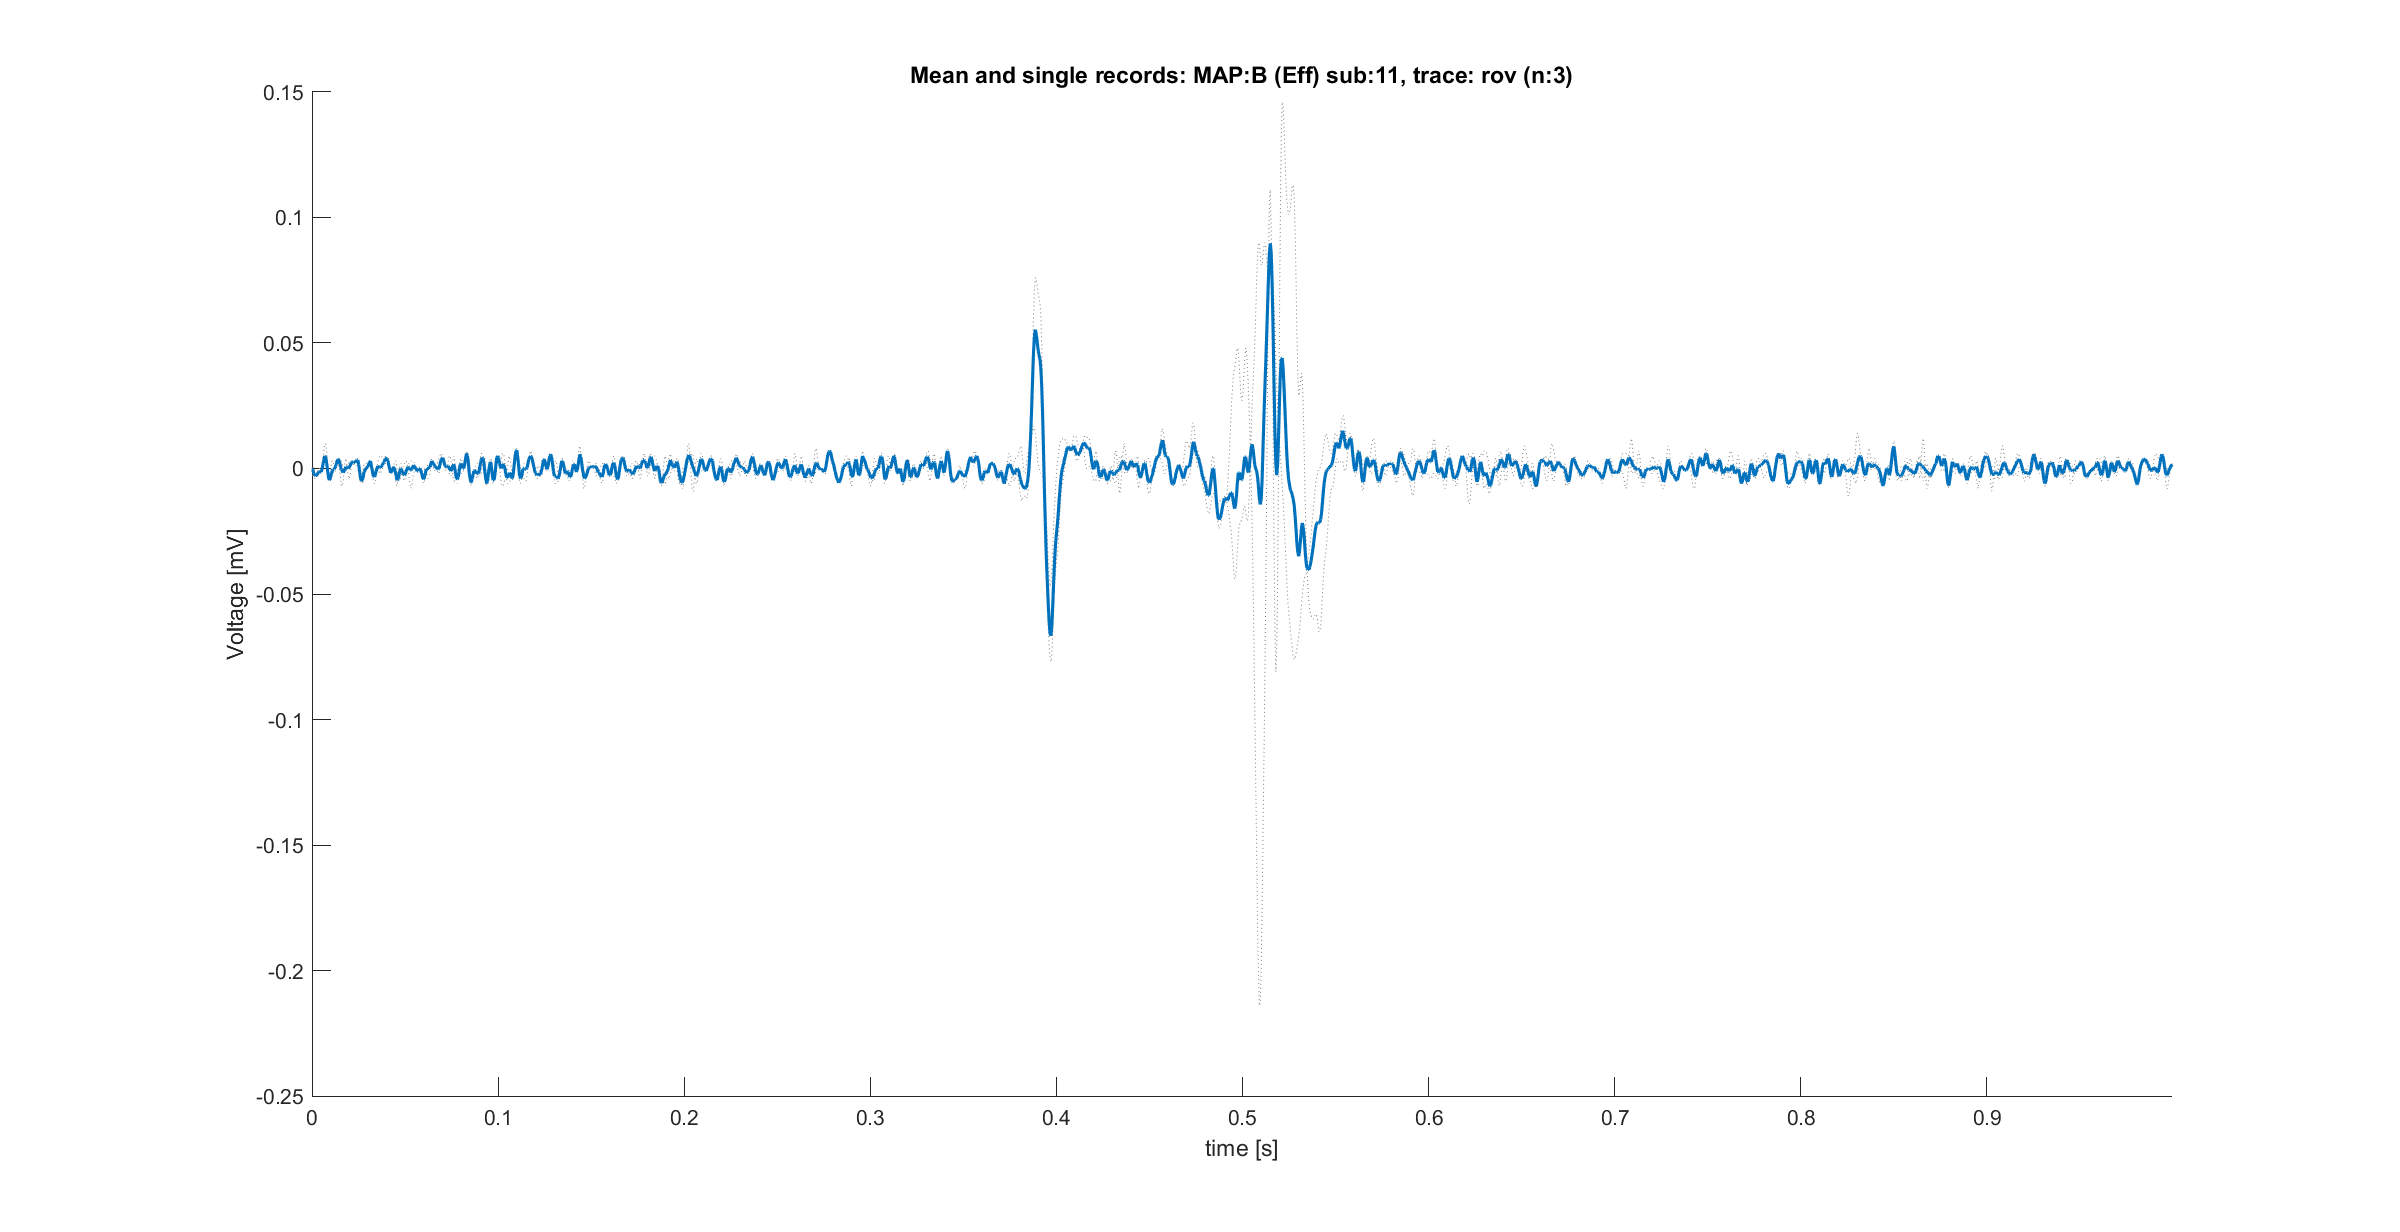 Mean and single records: MAP:B (Eff) sub:11, trace: rov (n:3)
0.15
0.1
0.05
0
-0.05
-0.1
-0.15
-0.2
-0.25
Voltage [mV]
0 0.1 0.2 0.3 0.4 0.5 0.6 0.7 0.8 0.9
time [s]